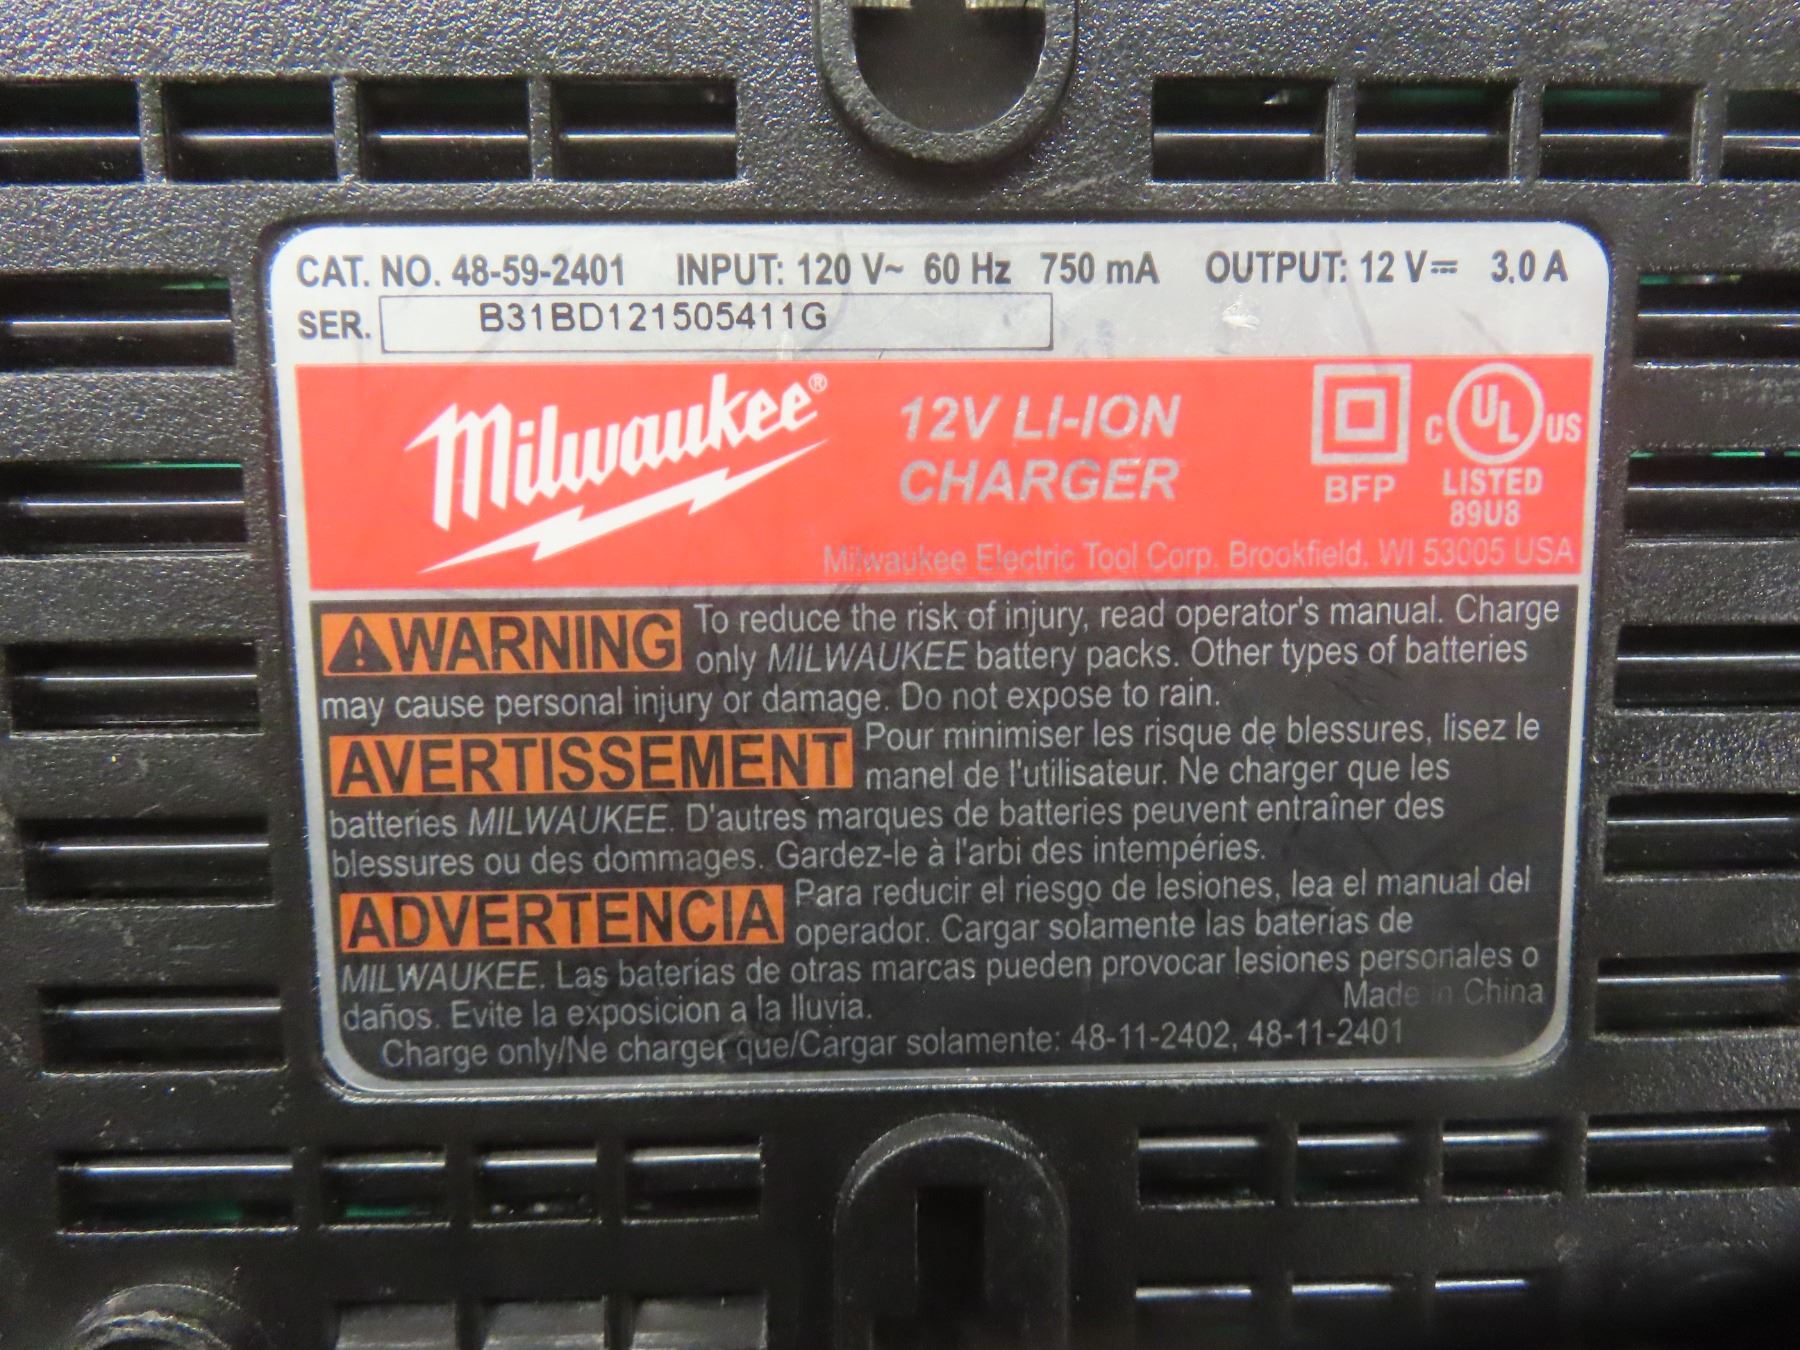 CAT. NO. 48-59-2401 INPUT: 120 V~ 60 Hz 750 mA OUTPUT: 12 V⎓ 3.0 A
SER. B31BD121505411G
Milwaukee®
12V LI-ION
CHARGER
BFP
C UL US
LISTED
89U8
Milwaukee Electric Tool Corp. Brookfield, WI 53005 USA
⚠WARNING To reduce the risk of injury, read operator's manual. Charge
only MILWAUKEE battery packs. Other types of batteries
may cause personal injury or damage. Do not expose to rain.
AVERTISSEMENT Pour minimiser les risque de blessures, lisez le
manel de l'utilisateur. Ne charger que les
batteries MILWAUKEE. D'autres marques de batteries peuvent entraîner des
blessures ou des dommages. Gardez-le à l'arbi des intempéries.
ADVERTENCIA Para reducir el riesgo de lesiones, lea el manual del
operador. Cargar solamente las baterías de
MILWAUKEE. Las baterías de otras marcas pueden provocar lesiones personales o
daños. Evite la exposicion a la lluvia.
Made in China
Charge only/Ne charger que/Cargar solamente: 48-11-2402, 48-11-2401